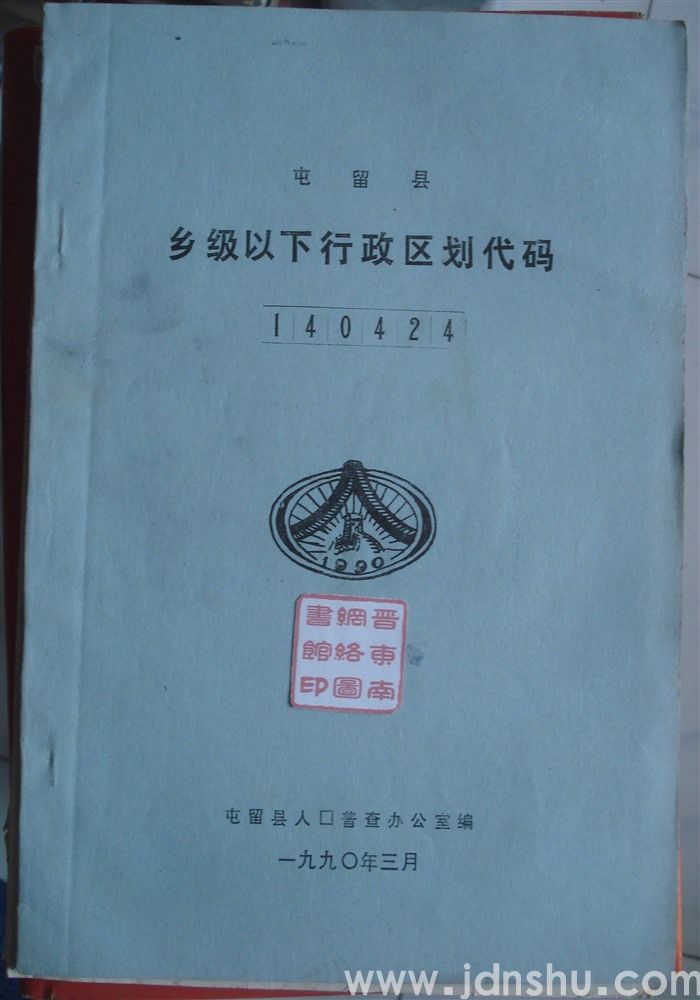 屯留县
乡级以下行政区划代码
140424
1990
晋東南
網絡圖
書館印
屯留县人口普查办公室编
一九九〇年三月
www.jdnshu.com